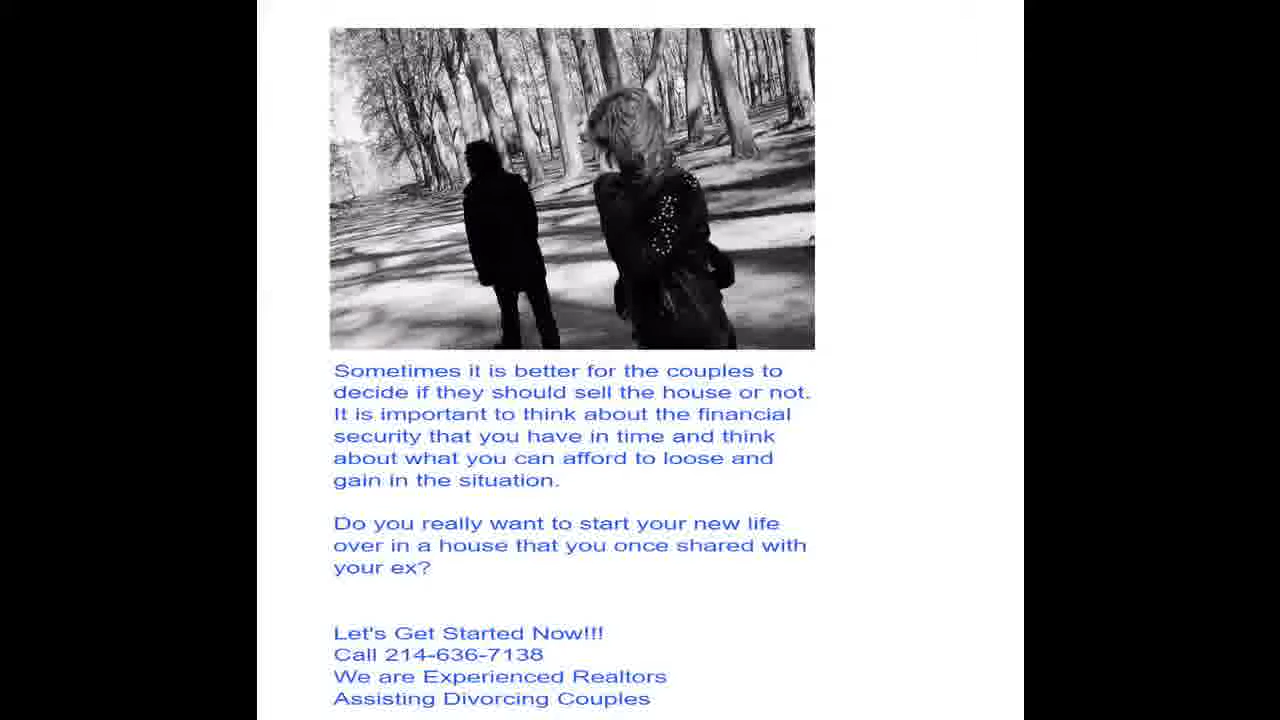 Sometimes it is better for the couples to
decide if they should sell the house or not.
It is important to think about the financial
security that you have in time and think
about what you can afford to loose and
gain in the situation.
Do you really want to start your new life
over in a house that you once shared with
your ex?
Let's Get Started Now!!!
Call 214-636-7138
We are Experienced Realtors
Assisting Divorcing Couples